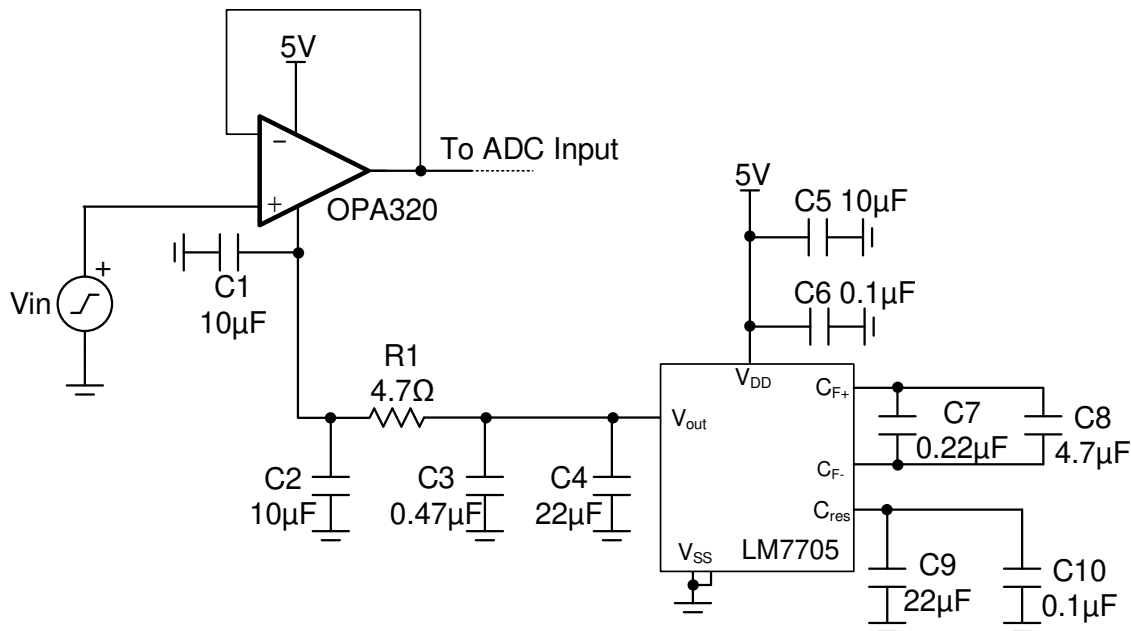 5V
−
+
To ADC Input
OPA320
C1
10µF
Vin
+
R1
4.7Ω
C2
10µF
C3
0.47µF
C4
22µF
5V
C5 10µF
C6 0.1µF
VDD
Vout
VSS
LM7705
CF+
CF-
Cres
C7
0.22µF
C8
4.7µF
C9
22µF
C10
0.1µF